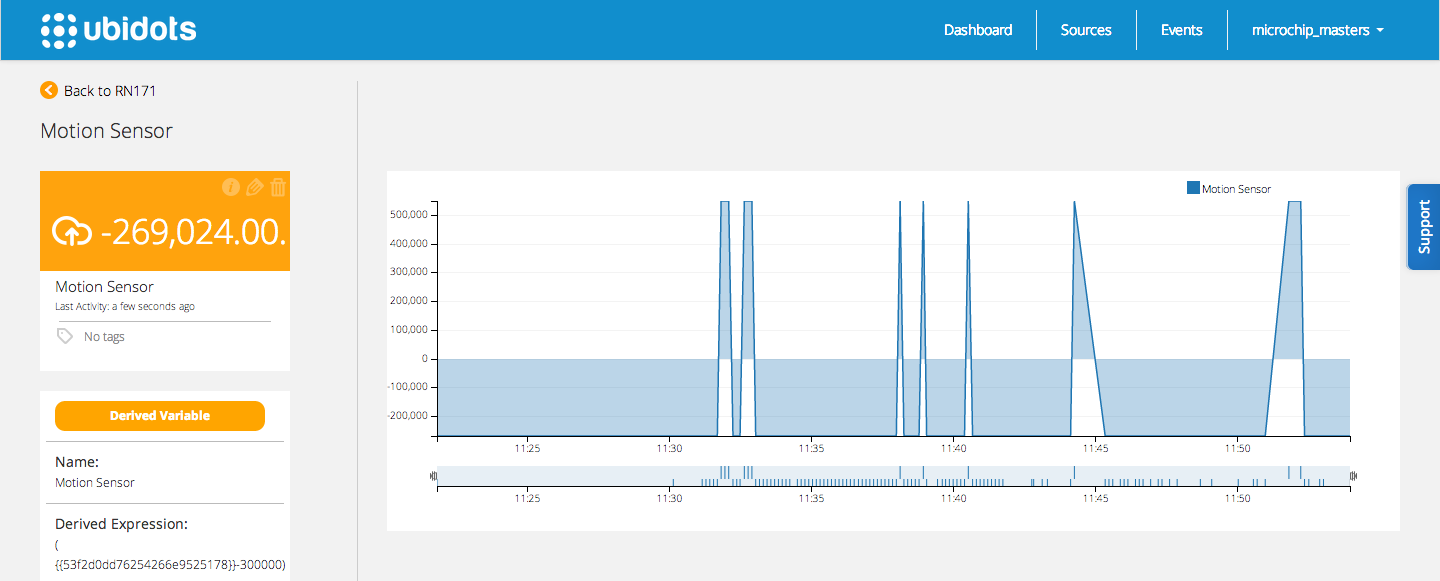 ubidots
Dashboard
Sources
Events
microchip_masters
Back to RN171
Motion Sensor
-269,024.00.
Motion Sensor
Last Activity: a few seconds ago
No tags
Derived Variable
Name:
Motion Sensor
Derived Expression:
(
{{53f2d0dd76254266e9525178}}-300000)
Motion Sensor
500,000
400,000
300,000
200,000
100,000
0
-100,000
-200,000
11:25 11:30 11:35 11:40 11:45 11:50
11:25 11:30 11:35 11:40 11:45 11:50
Support